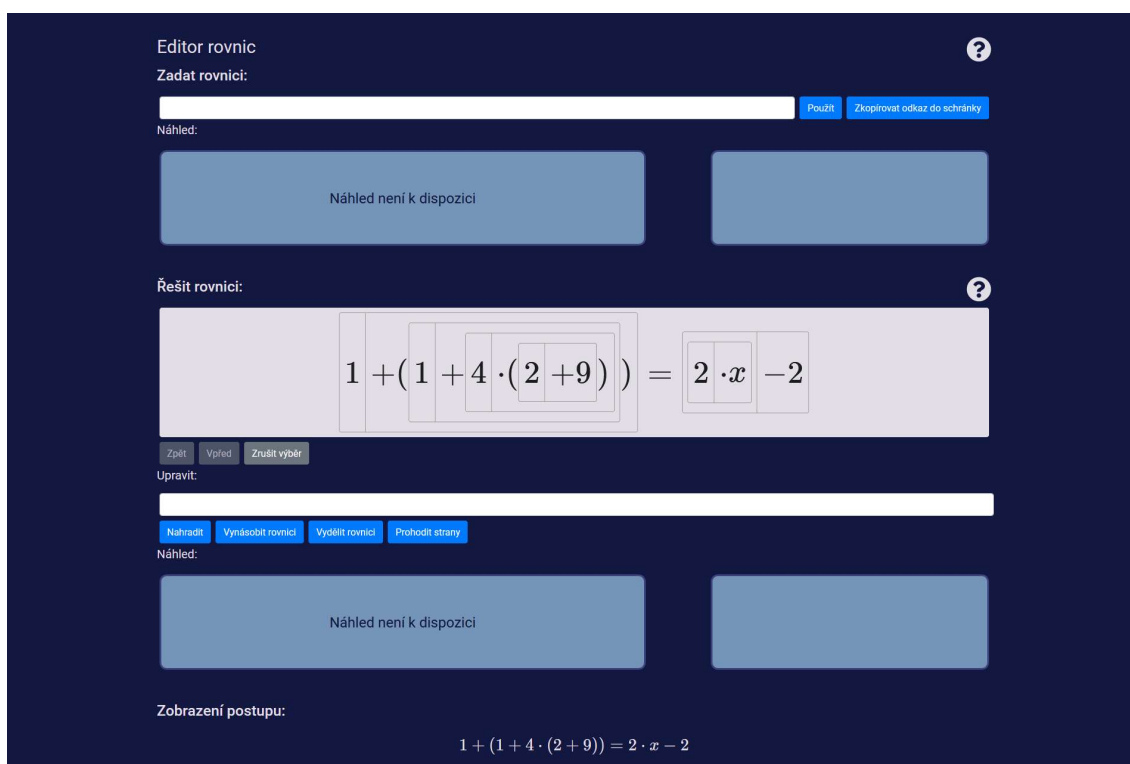 Editor rovnic
Zadat rovnici:
Použít Zkopírovat odkaz do schránky
Náhled:
Náhled není k dispozici
Řešit rovnici:
1 + ( 1 + 4 · ( 2 + 9 ) ) = 2 · x − 2
Zpět Vpřed Zrušit výběr
Upravit:
Nahradit Vynásobit rovnici Vydělit rovnici Prohodit strany
Náhled:
Náhled není k dispozici
Zobrazení postupu:
1 + (1 + 4 · (2 + 9)) = 2 · x − 2